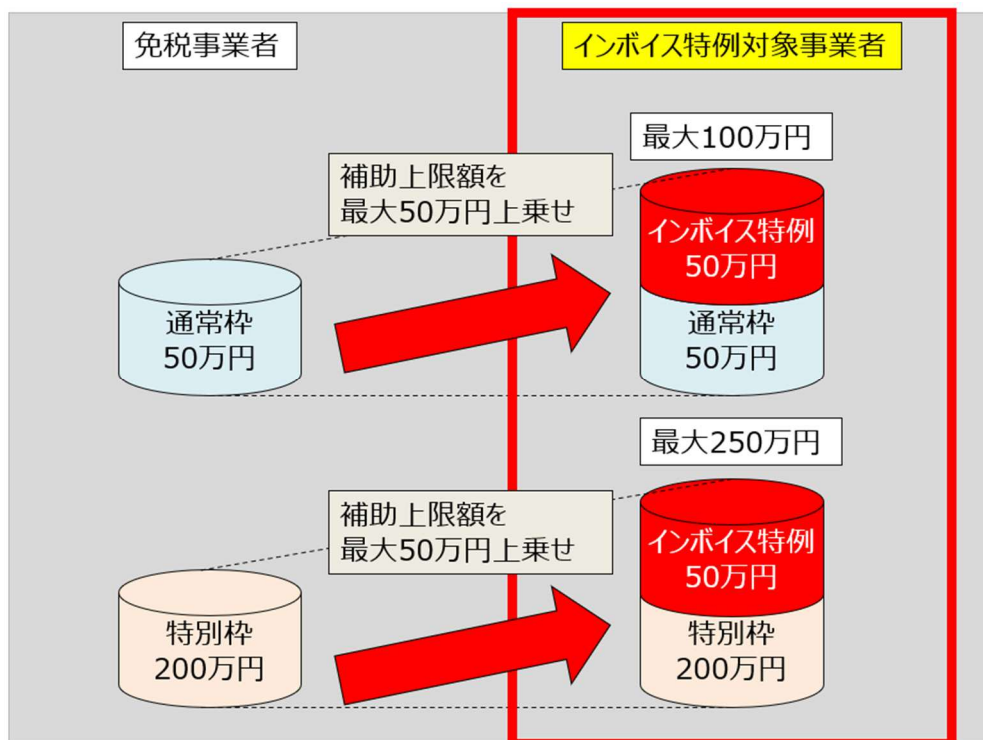 免税事業者
インボイス特例対象事業者
最大100万円
補助上限額を
最大50万円上乗せ
インボイス特例
50万円
通常枠
50万円
通常枠
50万円
最大250万円
補助上限額を
最大50万円上乗せ
インボイス特例
50万円
特別枠
200万円
特別枠
200万円